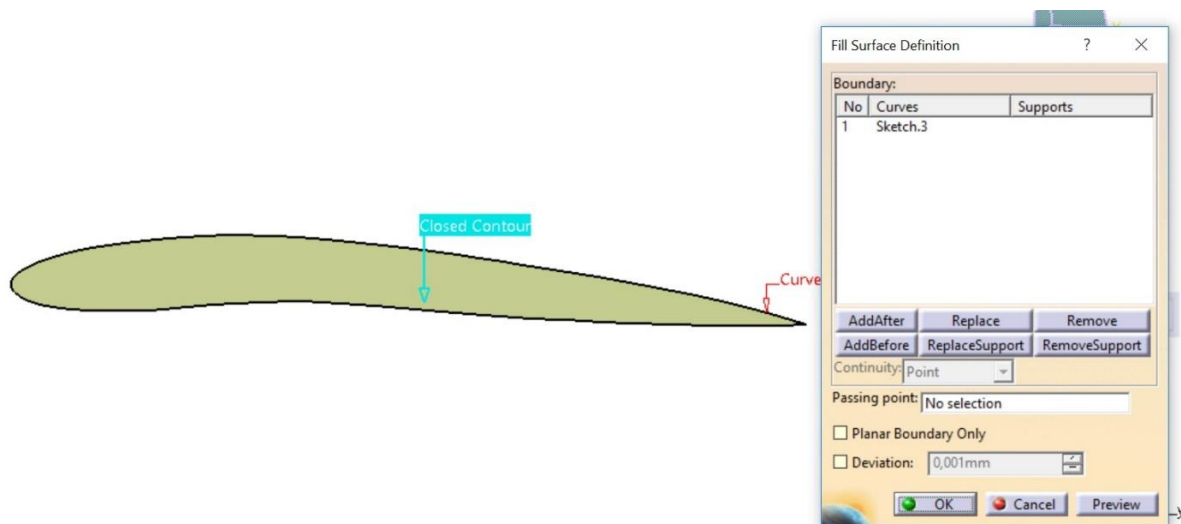 Fill Surface Definition ? ×
Boundary:
No Curves Supports
1 Sketch.3
Closed Contour
Curve
AddAfter Replace Remove
AddBefore ReplaceSupport RemoveSupport
Continuity: Point
Passing point: No selection
Planar Boundary Only
Deviation: 0,001mm
OK Cancel Preview
y